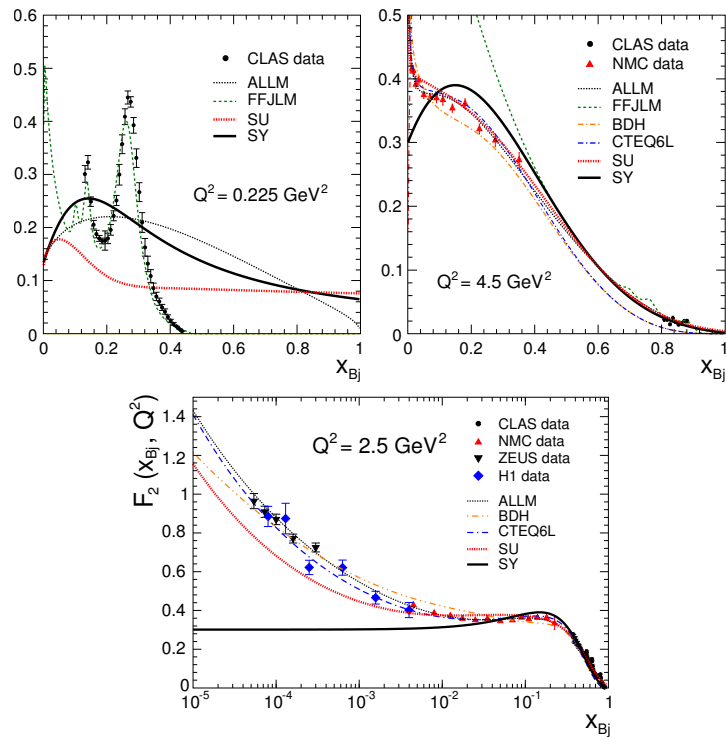 0.6
0.5
0.4
0.3
0.2
0.1
0
0 0.2 0.4 0.6 0.8 1
x_Bj
CLAS data
ALLM
FFJLM
SU
SY
Q² = 0.225 GeV²
0.5
0.4
0.3
0.2
0.1
0
0 0.2 0.4 0.6 0.8 1
x_Bj
CLAS data
NMC data
ALLM
FFJLM
BDH
CTEQ6L
SU
SY
Q² = 4.5 GeV²
F₂ (x_Bj, Q²)
1.4
1.2
1
0.8
0.6
0.4
0.2
0
10⁻⁵ 10⁻⁴ 10⁻³ 10⁻² 10⁻¹ 1
x_Bj
Q² = 2.5 GeV²
CLAS data
NMC data
ZEUS data
H1 data
ALLM
BDH
CTEQ6L
SU
SY